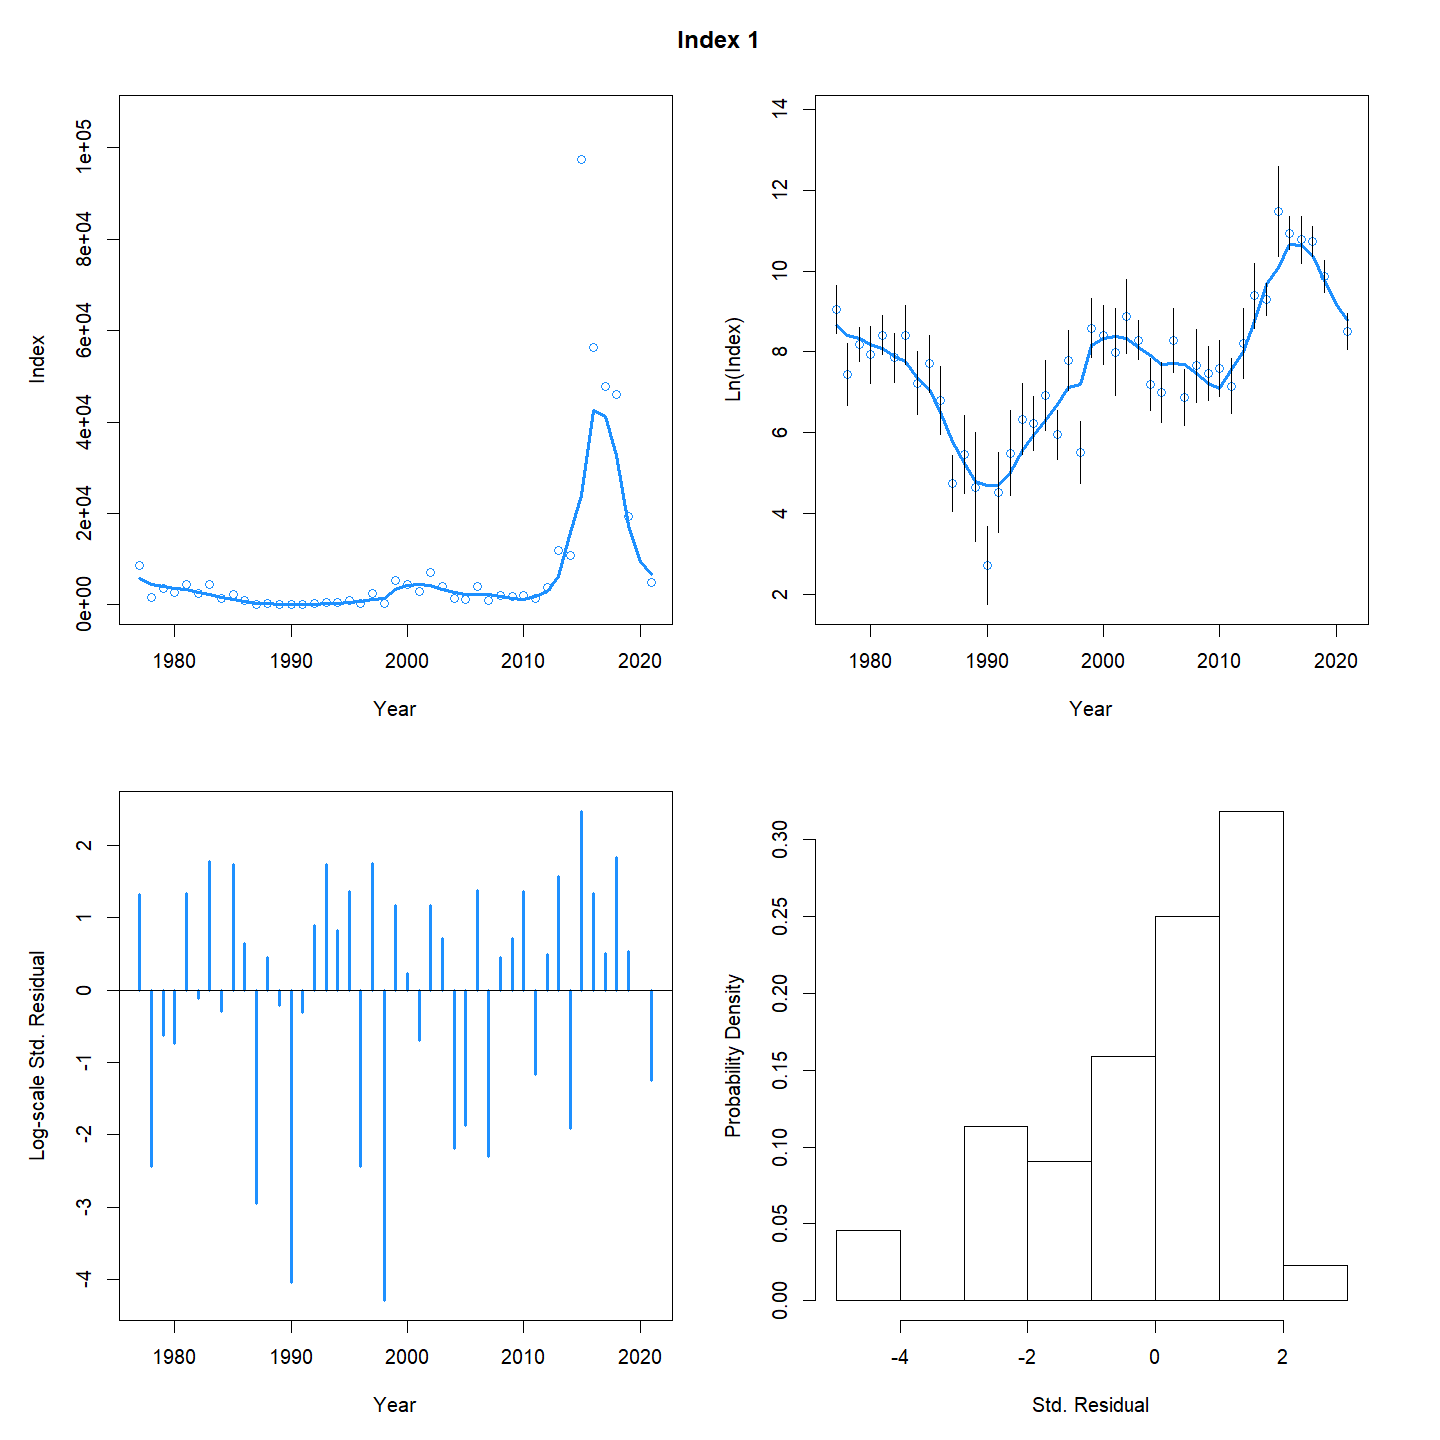 Index 1
Index
1e+05
8e+04
6e+04
4e+04
2e+04
0e+00
1980 1990 2000 2010 2020
Year
Ln(Index)
14
12
10
8
6
4
2
1980 1990 2000 2010 2020
Year
Log-scale Std. Residual
2
1
0
-1
-2
-3
-4
1980 1990 2000 2010 2020
Year
Probability Density
0.30
0.25
0.20
0.15
0.10
0.05
0.00
-4 -2 0 2
Std. Residual